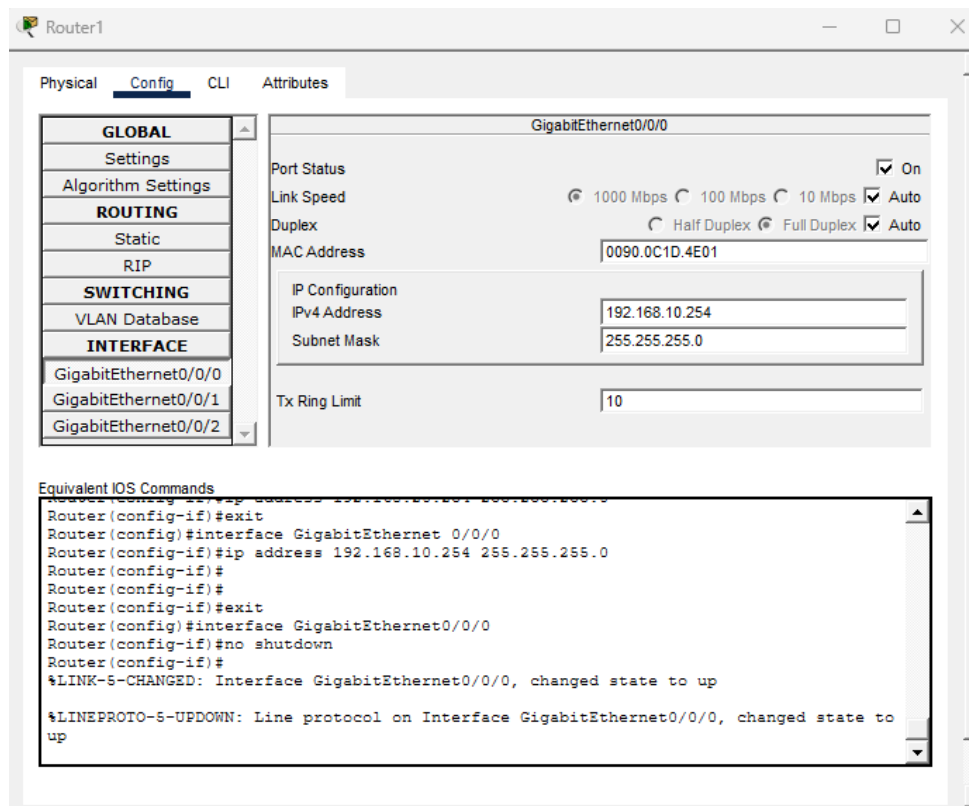 Router1
Physical Config CLI Attributes
GLOBAL
Settings
Algorithm Settings
ROUTING
Static
RIP
SWITCHING
VLAN Database
INTERFACE
GigabitEthernet0/0/0
GigabitEthernet0/0/1
GigabitEthernet0/0/2
GigabitEthernet0/0/0
Port Status On
Link Speed 1000 Mbps 100 Mbps 10 Mbps Auto
Duplex Half Duplex Full Duplex Auto
MAC Address 0090.0C1D.4E01
IP Configuration
IPv4 Address 192.168.10.254
Subnet Mask 255.255.255.0
Tx Ring Limit 10
Equivalent IOS Commands
Router(config-if)#exit
Router(config)#interface GigabitEthernet 0/0/0
Router(config-if)#ip address 192.168.10.254 255.255.255.0
Router(config-if)#
Router(config-if)#
Router(config-if)#exit
Router(config)#interface GigabitEthernet0/0/0
Router(config-if)#no shutdown
Router(config-if)#
%LINK-5-CHANGED: Interface GigabitEthernet0/0/0, changed state to up
%LINEPROTO-5-UPDOWN: Line protocol on Interface GigabitEthernet0/0/0, changed state to
up